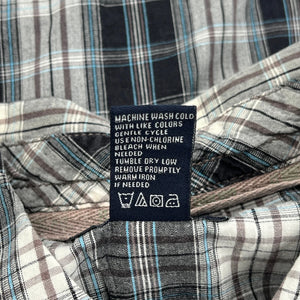 MACHINE WASH COLD
WITH LIKE COLORS
GENTLE CYCLE
USE NON-CHLORINE
BLEACH WHEN
NEEDED
TUMBLE DRY LOW
REMOVE PROMPTLY
WARM IRON
IF NEEDED